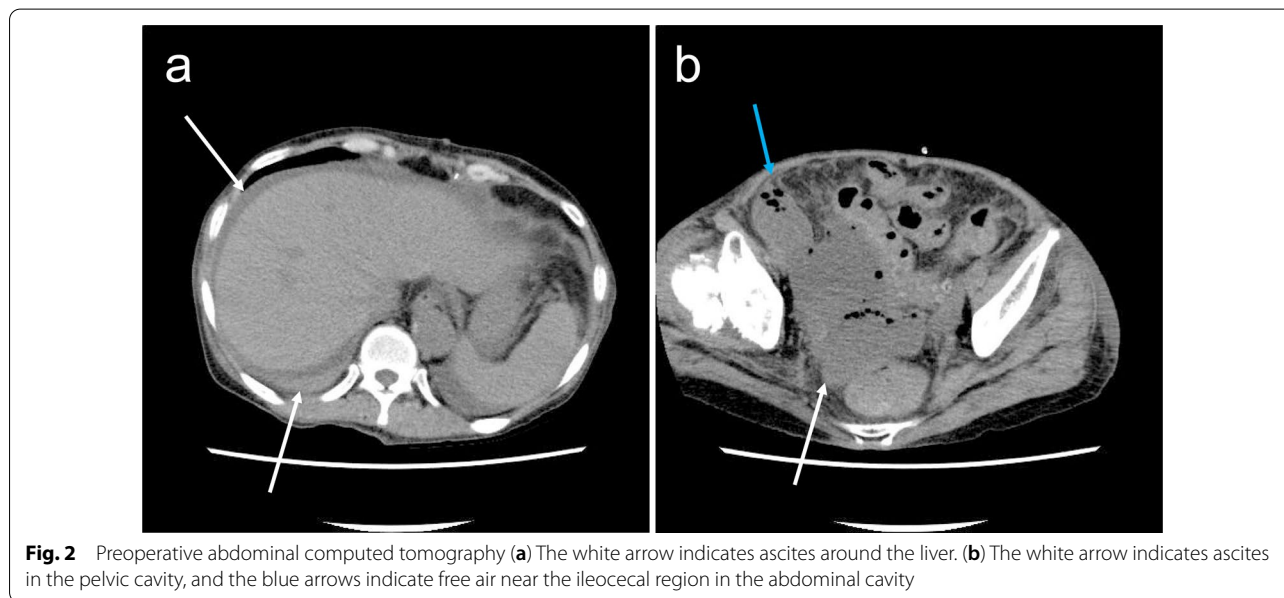 a
b
Fig. 2 Preoperative abdominal computed tomography (a) The white arrow indicates ascites around the liver. (b) The white arrow indicates ascites
in the pelvic cavity, and the blue arrows indicate free air near the ileocecal region in the abdominal cavity